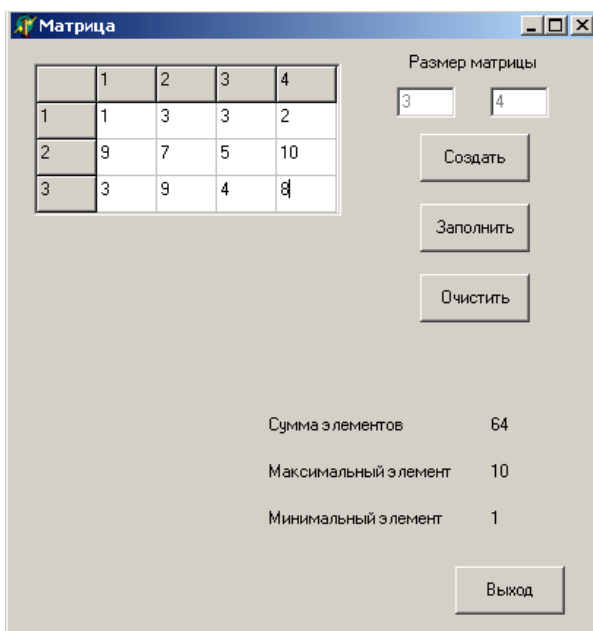 Матрица
Размер матрицы
3 4
1 2 3 4
1 1 3 3 2
2 9 7 5 10
3 3 9 4 8
Создать
Заполнить
Очистить
Сумма элементов 64
Максимальный элемент 10
Минимальный элемент 1
Выход